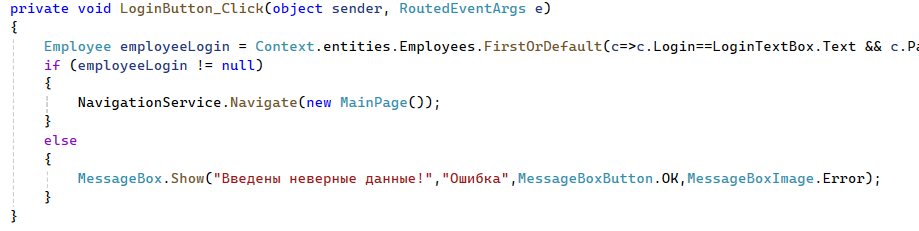 private void LoginButton_Click(object sender, RoutedEventArgs e)
{
Employee employeeLogin = Context.entities.Employees.FirstOrDefault(c=>c.Login==LoginTextBox.Text && c.Pa
if (employeeLogin != null)
{
NavigationService.Navigate(new MainPage());
}
else
{
MessageBox.Show("Введены неверные данные!","Ошибка",MessageBoxButton.OK,MessageBoxImage.Error);
}
}